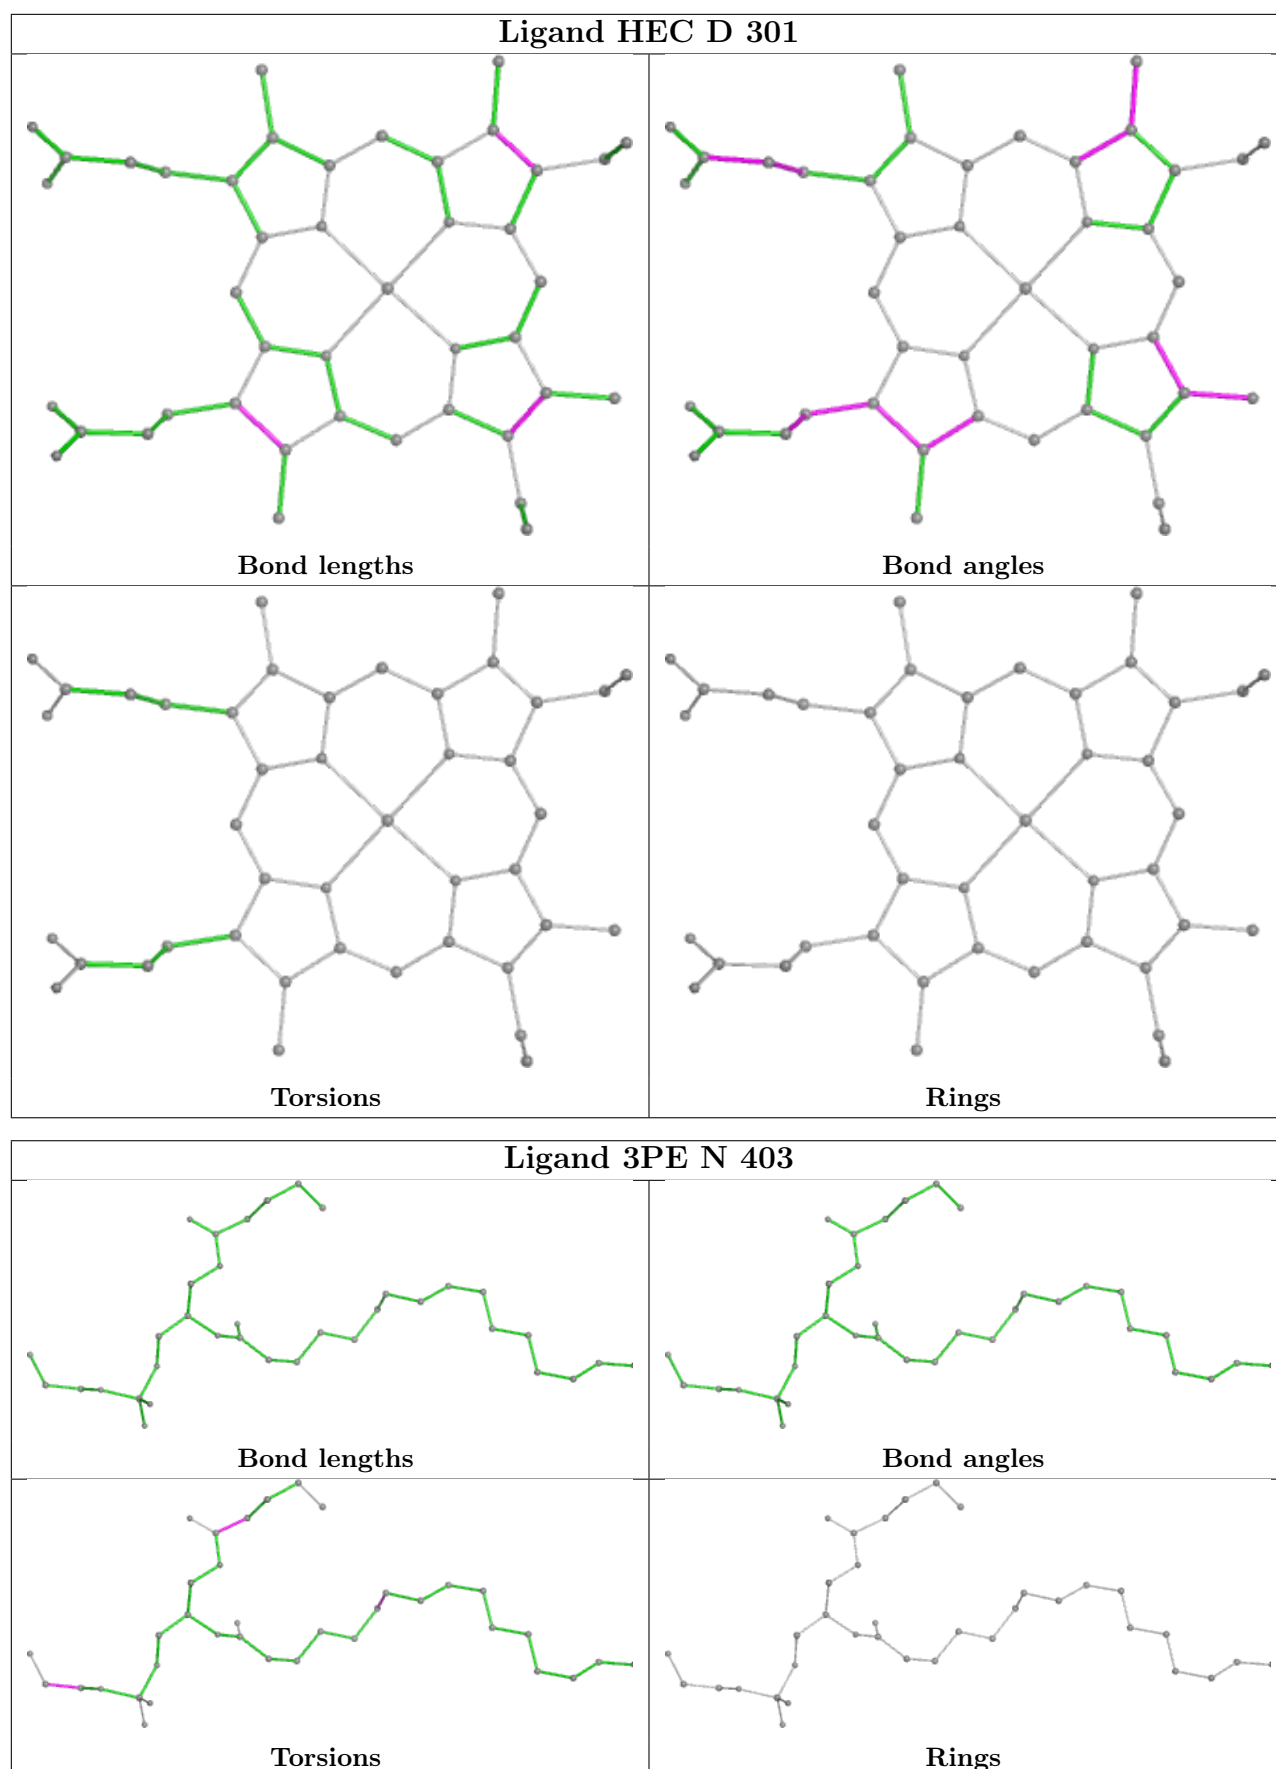 Ligand HEC D 301
Bond lengths
Bond angles
Torsions
Rings
Ligand 3PE N 403
Bond lengths
Bond angles
Torsions
Rings